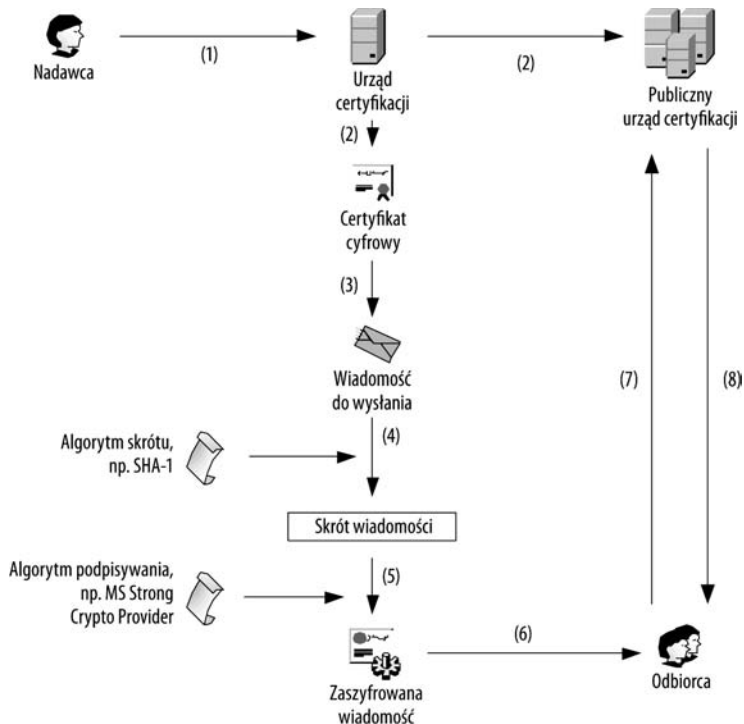 (1)
(2)
Nadawca
Urząd
certyfikacji
Publiczny
urząd certyfikacji
(2)
Certyfikat
cyfrowy
(3)
Wiadomość
do wysłania
(7)
(8)
(4)
Algorytm skrótu,
np. SHA-1
Skrót wiadomości
Algorytm podpisywania,
np. MS Strong
Crypto Provider
(5)
(6)
Zaszyfrowana
wiadomość
Odbiorca